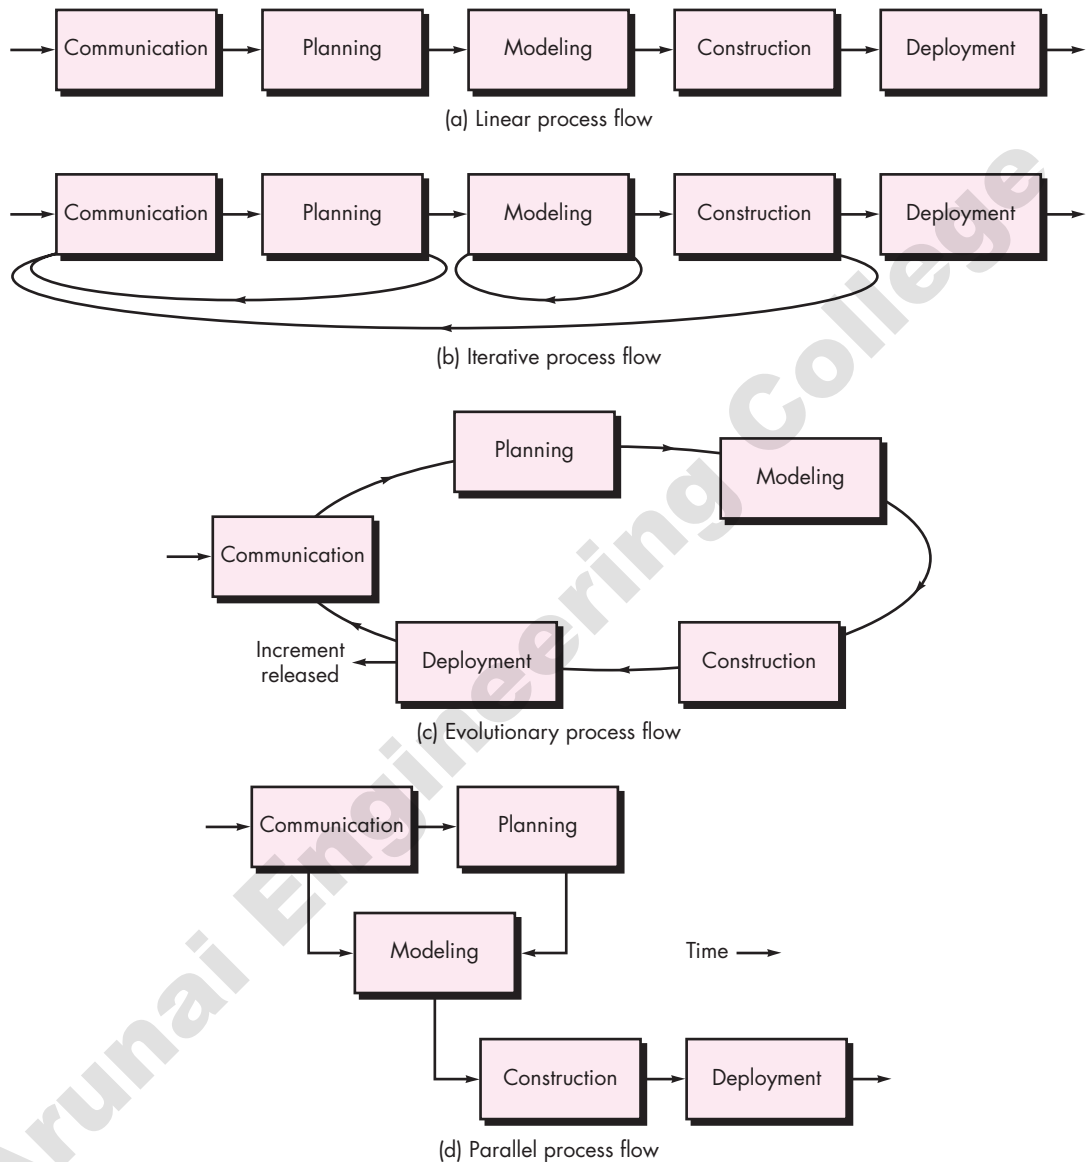 Communication Planning Modeling Construction Deployment
(a) Linear process flow
Communication Planning Modeling Construction Deployment
(b) Iterative process flow
Planning
Modeling
Communication
Increment
released
Deployment
Construction
(c) Evolutionary process flow
Communication Planning
Modeling
Time
Construction Deployment
(d) Parallel process flow
Arunai Engineering College